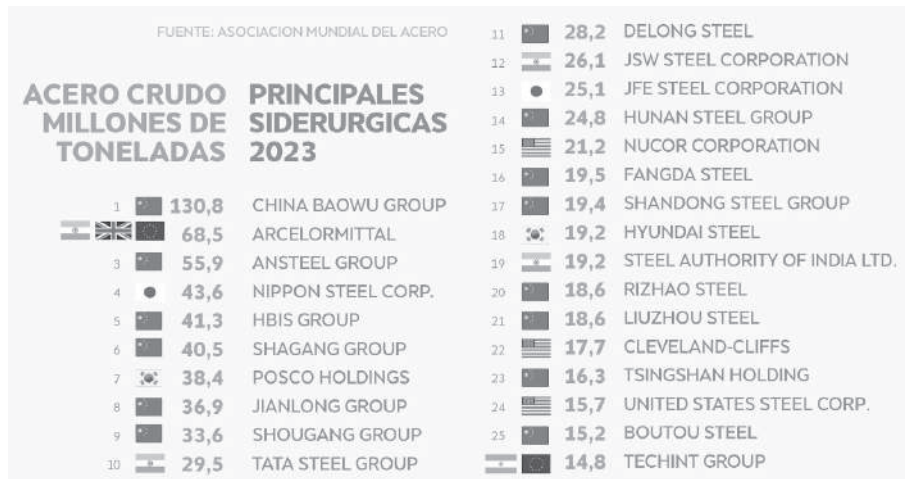 FUENTE: ASOCIACION MUNDIAL DEL ACERO
ACERO CRUDO PRINCIPALES
MILLONES DE SIDERURGICAS
TONELADAS 2023
1 130,8 CHINA BAOWU GROUP
68,5 ARCELORMITTAL
3 55,9 ANSTEEL GROUP
4 43,6 NIPPON STEEL CORP.
5 41,3 HBIS GROUP
6 40,5 SHAGANG GROUP
7 38,4 POSCO HOLDINGS
8 36,9 JIANLONG GROUP
9 33,6 SHOUGANG GROUP
10 29,5 TATA STEEL GROUP
11 28,2 DELONG STEEL
12 26,1 JSW STEEL CORPORATION
13 25,1 JFE STEEL CORPORATION
14 24,8 HUNAN STEEL GROUP
15 21,2 NUCOR CORPORATION
16 19,5 FANGDA STEEL
17 19,4 SHANDONG STEEL GROUP
18 19,2 HYUNDAI STEEL
19 19,2 STEEL AUTHORITY OF INDIA LTD.
20 18,6 RIZHAO STEEL
21 18,6 LIUZHOU STEEL
22 17,7 CLEVELAND-CLIFFS
23 16,3 TSINGSHAN HOLDING
24 15,7 UNITED STATES STEEL CORP.
25 15,2 BOUTOU STEEL
14,8 TECHINT GROUP